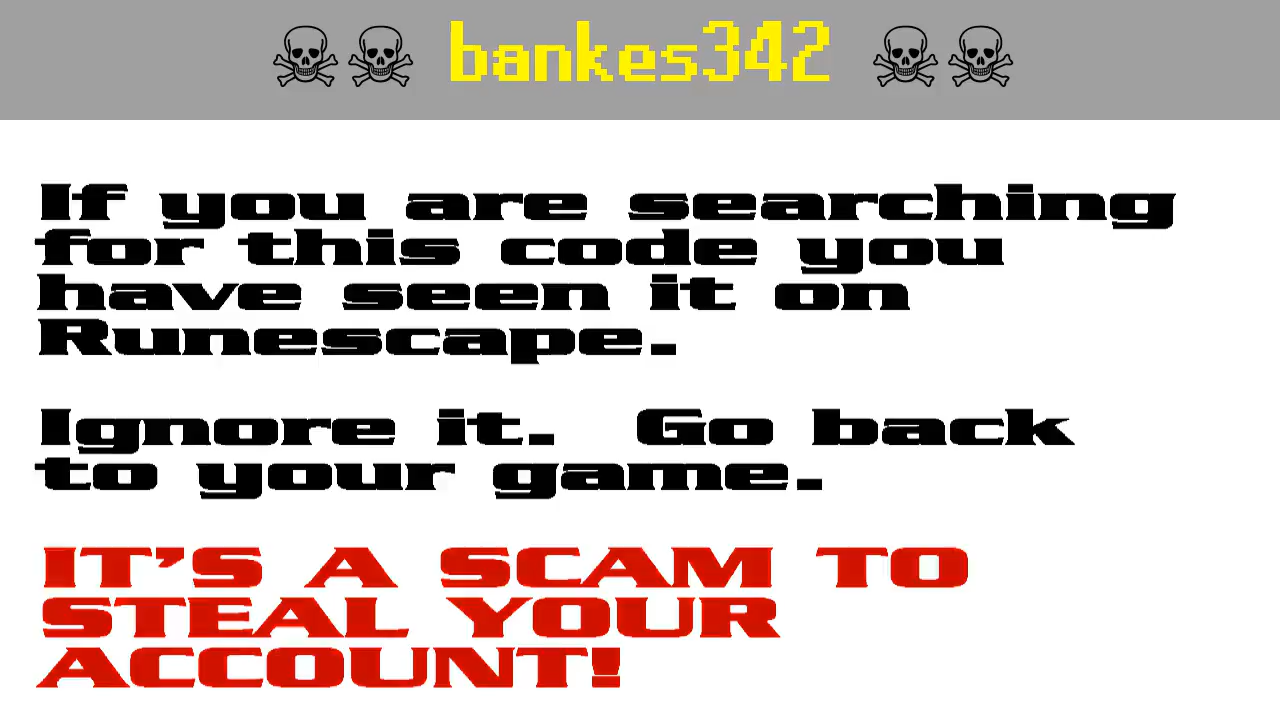 ☠☠ bankes342 ☠☠
If you are searching
for this code you
have seen it on
Runescape.
Ignore it. Go back
to your game.
IT'S A SCAM TO
STEAL YOUR
ACCOUNT!